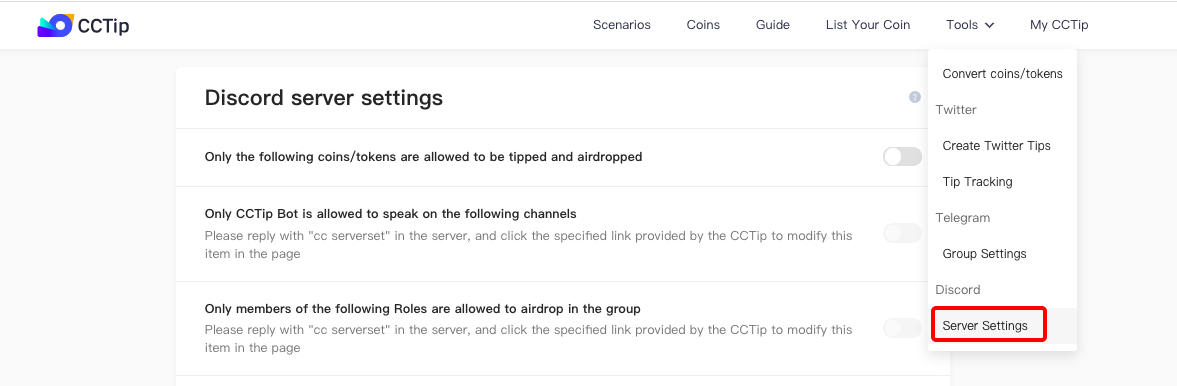 CCTip
Scenarios
Coins
Guide
List Your Coin
Tools
My CCTip
Convert coins/tokens
Twitter
Create Twitter Tips
Tip Tracking
Telegram
Group Settings
Discord
Server Settings
Discord server settings
?
Only the following coins/tokens are allowed to be tipped and airdropped
Only CCTip Bot is allowed to speak on the following channels
Please reply with "cc serverset" in the server, and click the specified link provided by the CCTip to modify this
item in the page
Only members of the following Roles are allowed to airdrop in the group
Please reply with "cc serverset" in the server, and click the specified link provided by the CCTip to modify this
item in the page